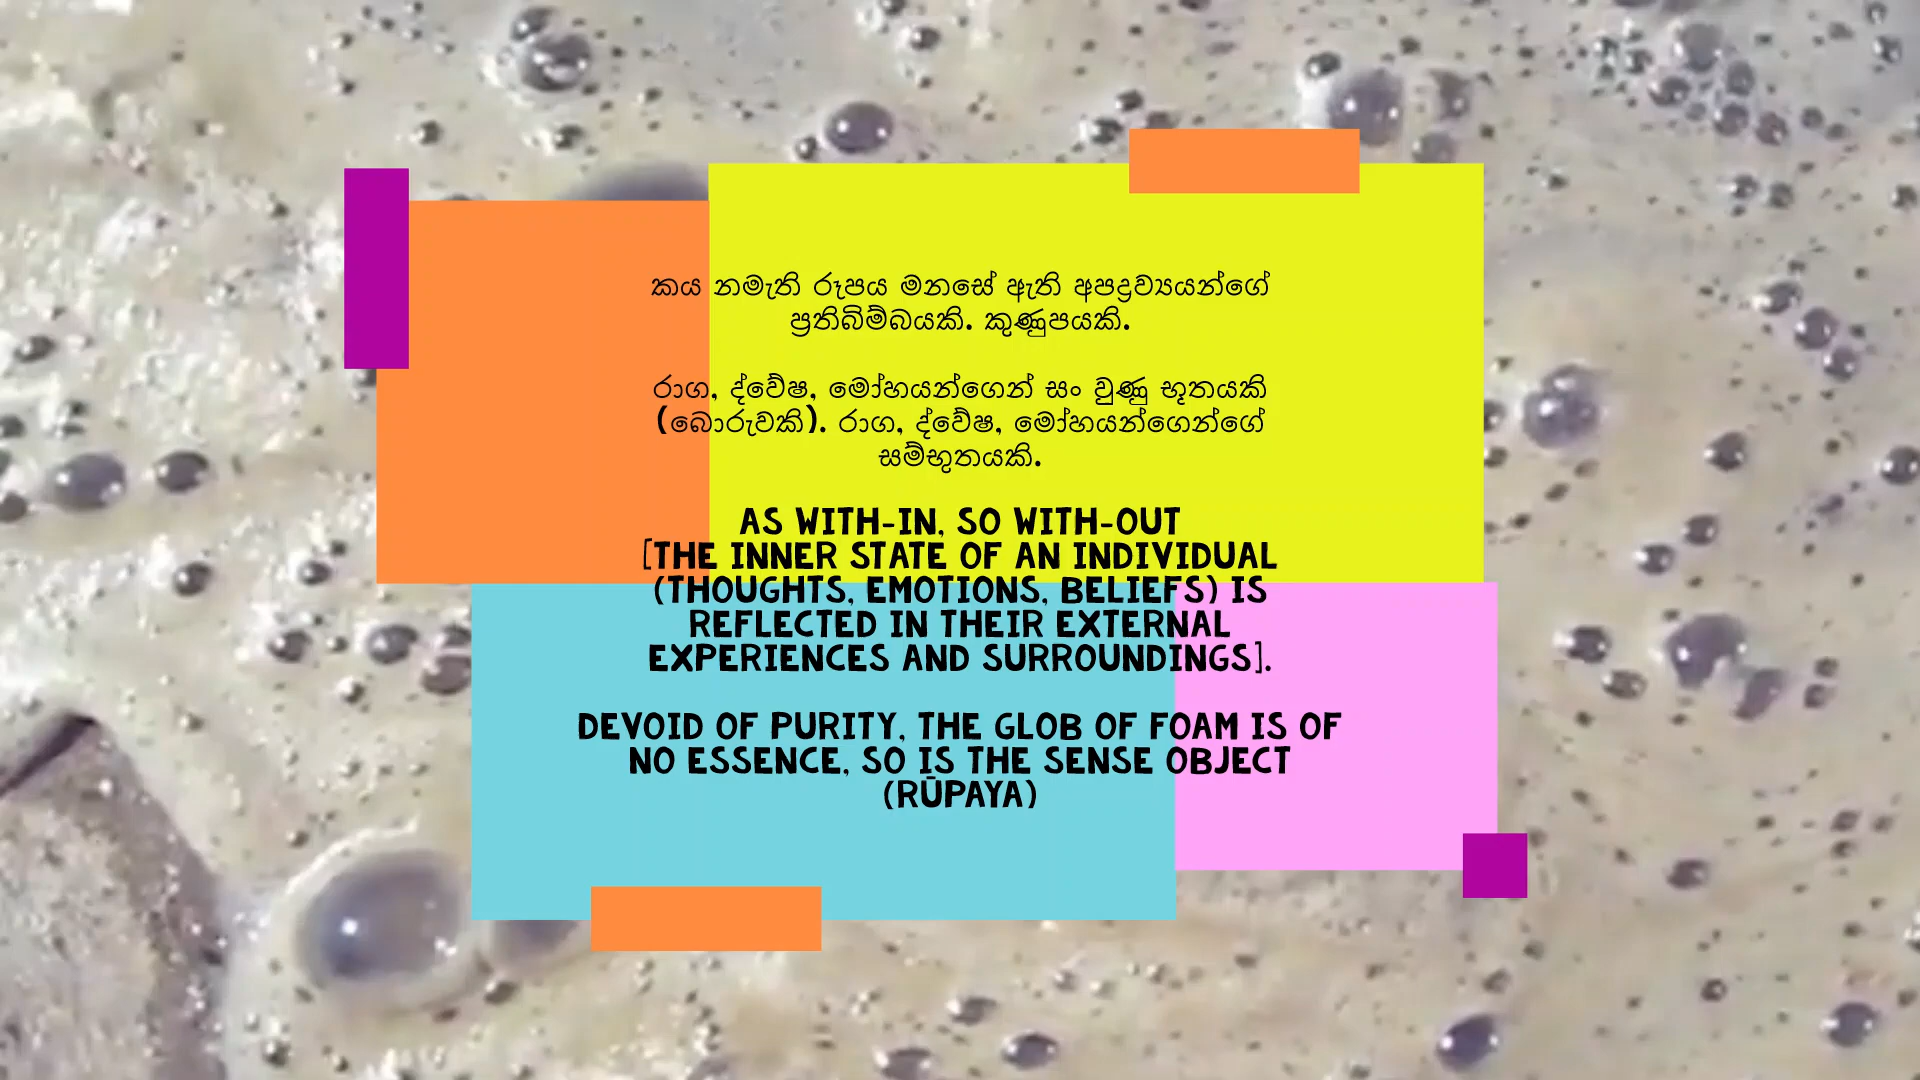 කය නමැති රූපය මනසේ ඇති අපද්‍රව්‍යයන්ගේ
ප්‍රතිබිම්බයකි. කුණුපයකි.
රාග, ද්වේෂ, මෝහයන්ගෙන් සං වුණු භූතයකි
(බොරුවකි). රාග, ද්වේෂ, මෝහයන්ගෙන්ගේ
සම්භුතයකි.
AS WITH-IN, SO WITH-OUT
[THE INNER STATE OF AN INDIVIDUAL
(THOUGHTS, EMOTIONS, BELIEFS) IS
REFLECTED IN THEIR EXTERNAL
EXPERIENCES AND SURROUNDINGS].
DEVOID OF PURITY, THE GLOB OF FOAM IS OF
NO ESSENCE, SO IS THE SENSE OBJECT
(RŪPAYA)